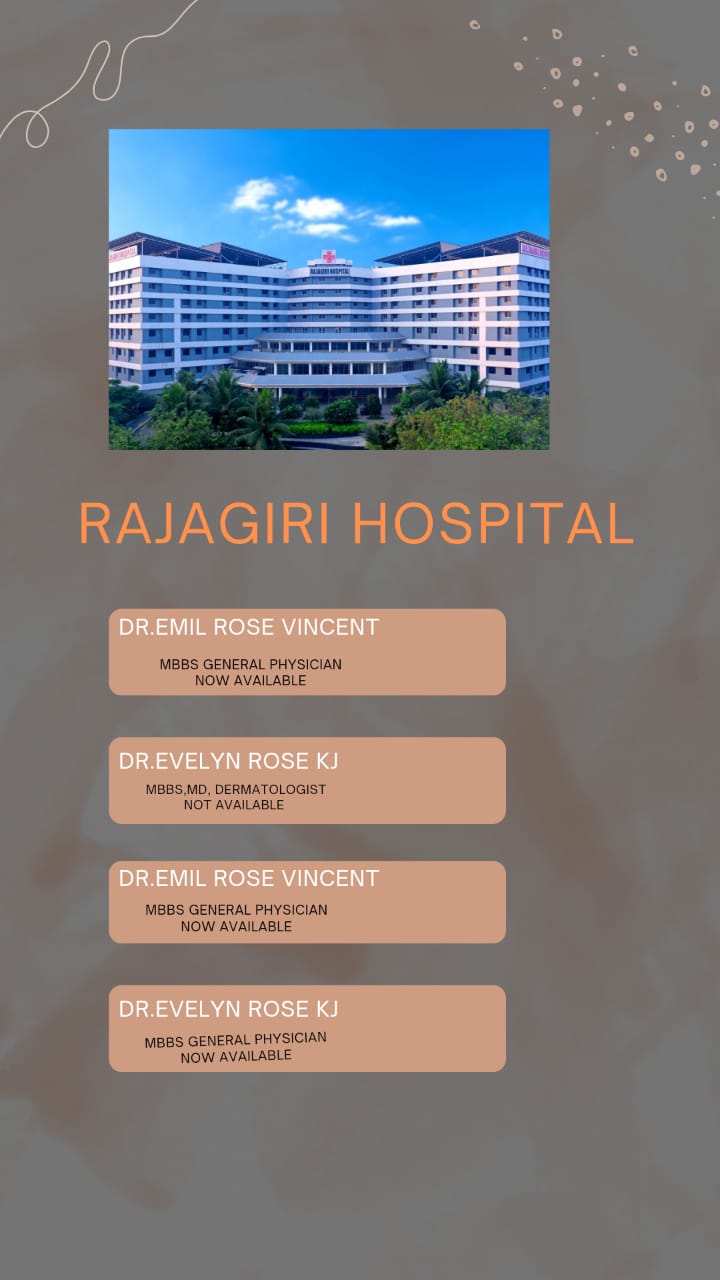 RAJAGIRI HOSPITAL
RAJAGIRI HOSPITAL
DR.EMIL ROSE VINCENT
MBBS GENERAL PHYSICIAN
NOW AVAILABLE
DR.EVELYN ROSE KJ
MBBS,MD, DERMATOLOGIST
NOT AVAILABLE
DR.EMIL ROSE VINCENT
MBBS GENERAL PHYSICIAN
NOW AVAILABLE
DR.EVELYN ROSE KJ
MBBS GENERAL PHYSICIAN
NOW AVAILABLE